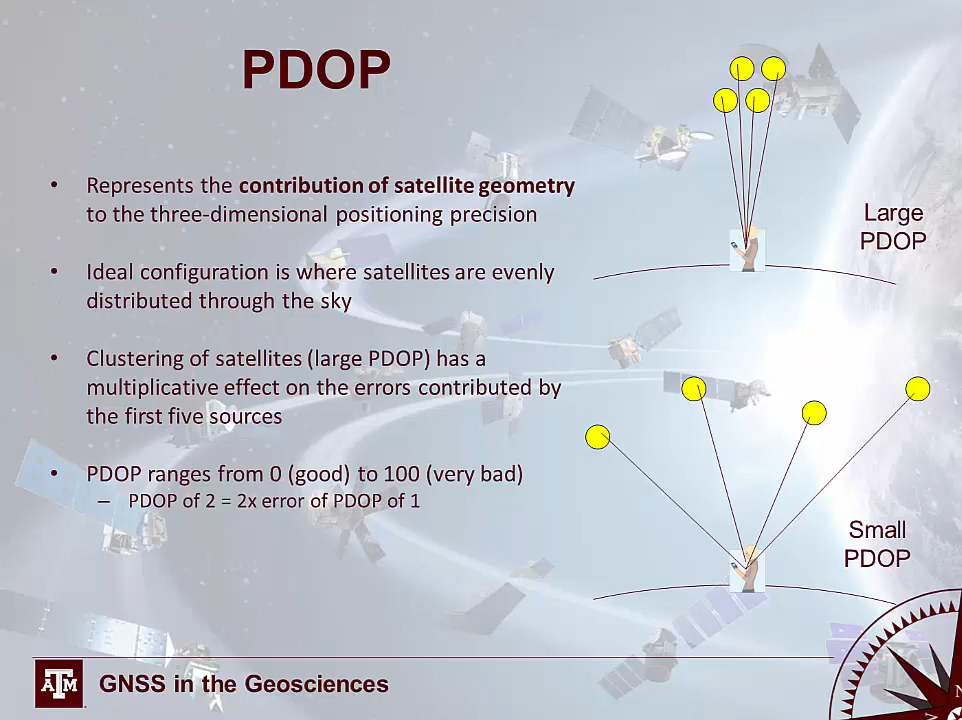 PDOP
• Represents the contribution of satellite geometry
to the three-dimensional positioning precision
• Ideal configuration is where satellites are evenly
distributed through the sky
• Clustering of satellites (large PDOP) has a
multiplicative effect on the errors contributed by
the first five sources
• PDOP ranges from 0 (good) to 100 (very bad)
– PDOP of 2 = 2x error of PDOP of 1
Large
PDOP
Small
PDOP
ATM
GNSS in the Geosciences
N